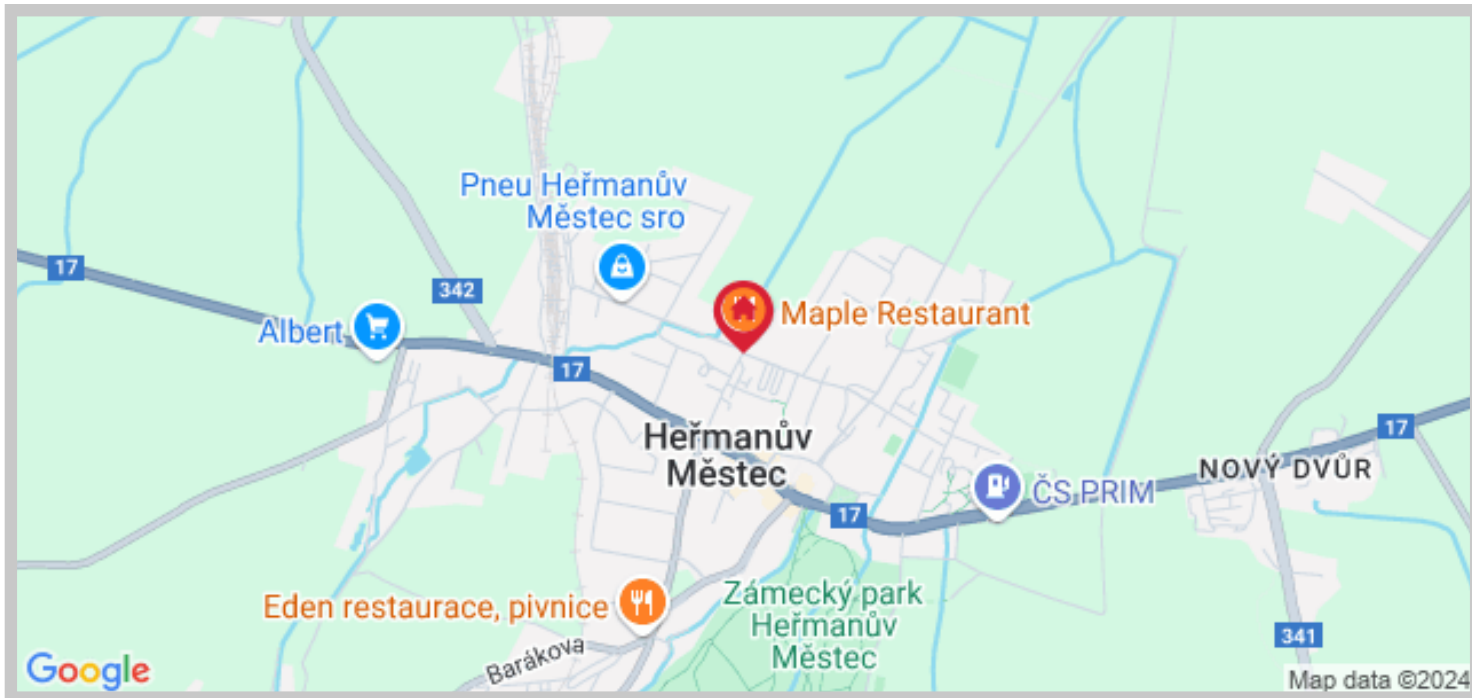 Pneu Heřmanův
Městec sro
17
342
Albert
Maple Restaurant
17
17
Heřmanův
Městec
NOVÝ DVŮR
ČS PRIM
17
Zámecký park
Heřmanův
Městec
Eden restaurace, pivnice
341
Barákova
Google
Map data ©2024